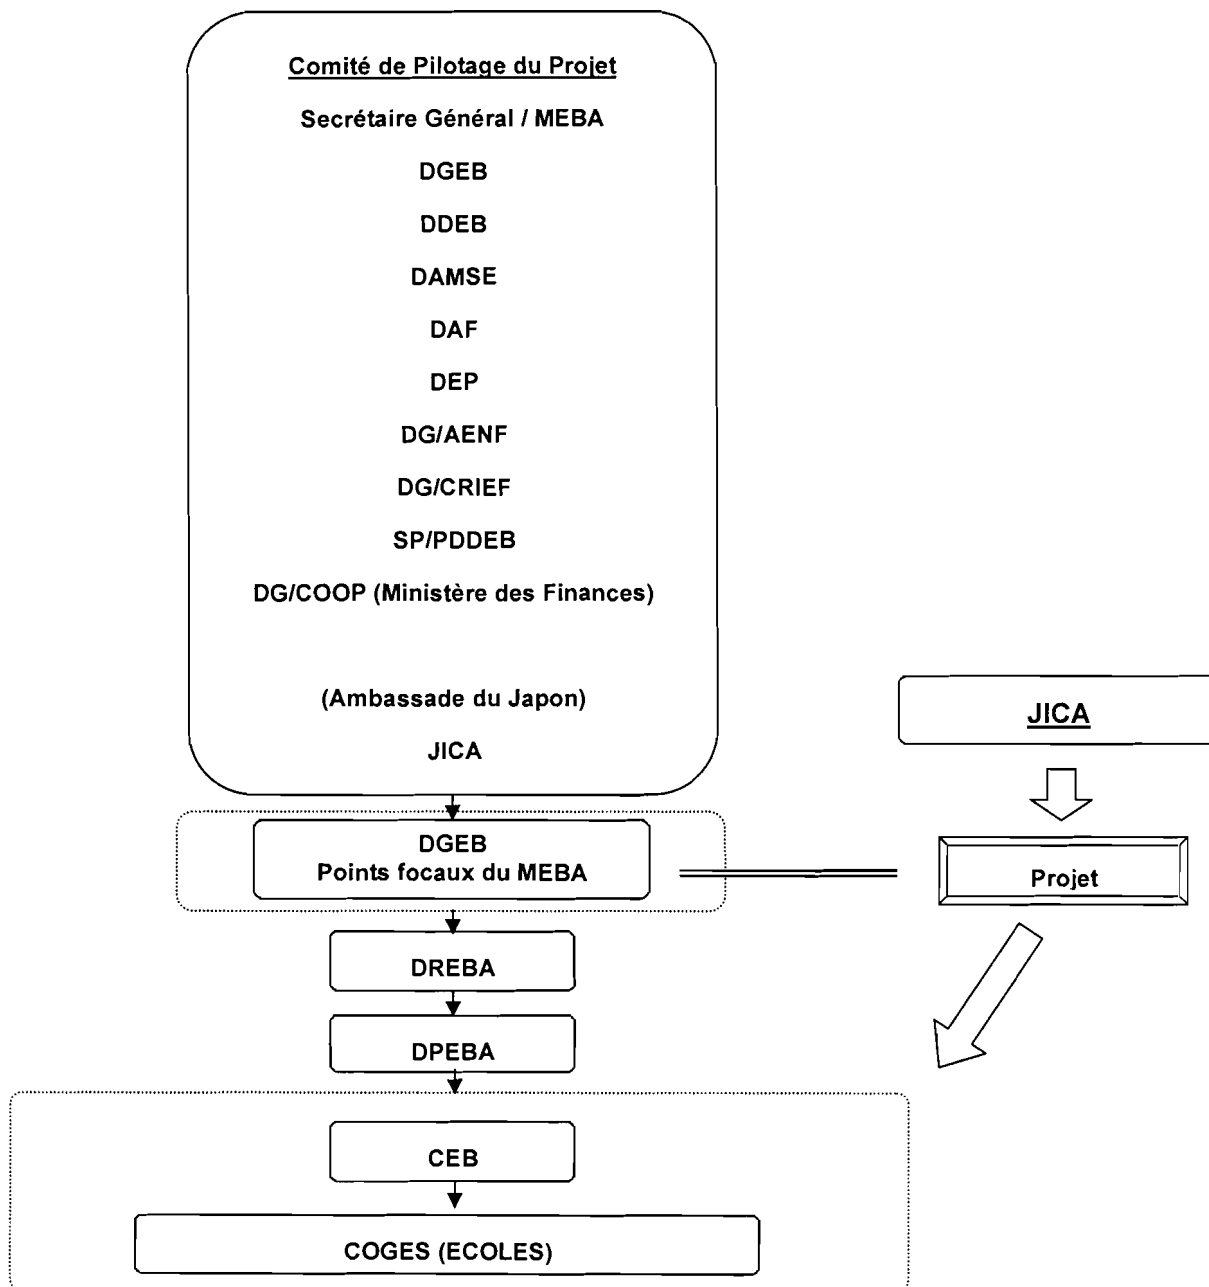 Comité de Pilotage du Projet
Secrétaire Général / MEBA
DGEB
DDEB
DAMSE
DAF
DEP
DG/AENF
DG/CRIEF
SP/PDDEB
DG/COOP (Ministère des Finances)
(Ambassade du Japon)
JICA
JICA
DGEB
Points focaux du MEBA
Projet
DREBA
DPEBA
CEB
COGES (ECOLES)